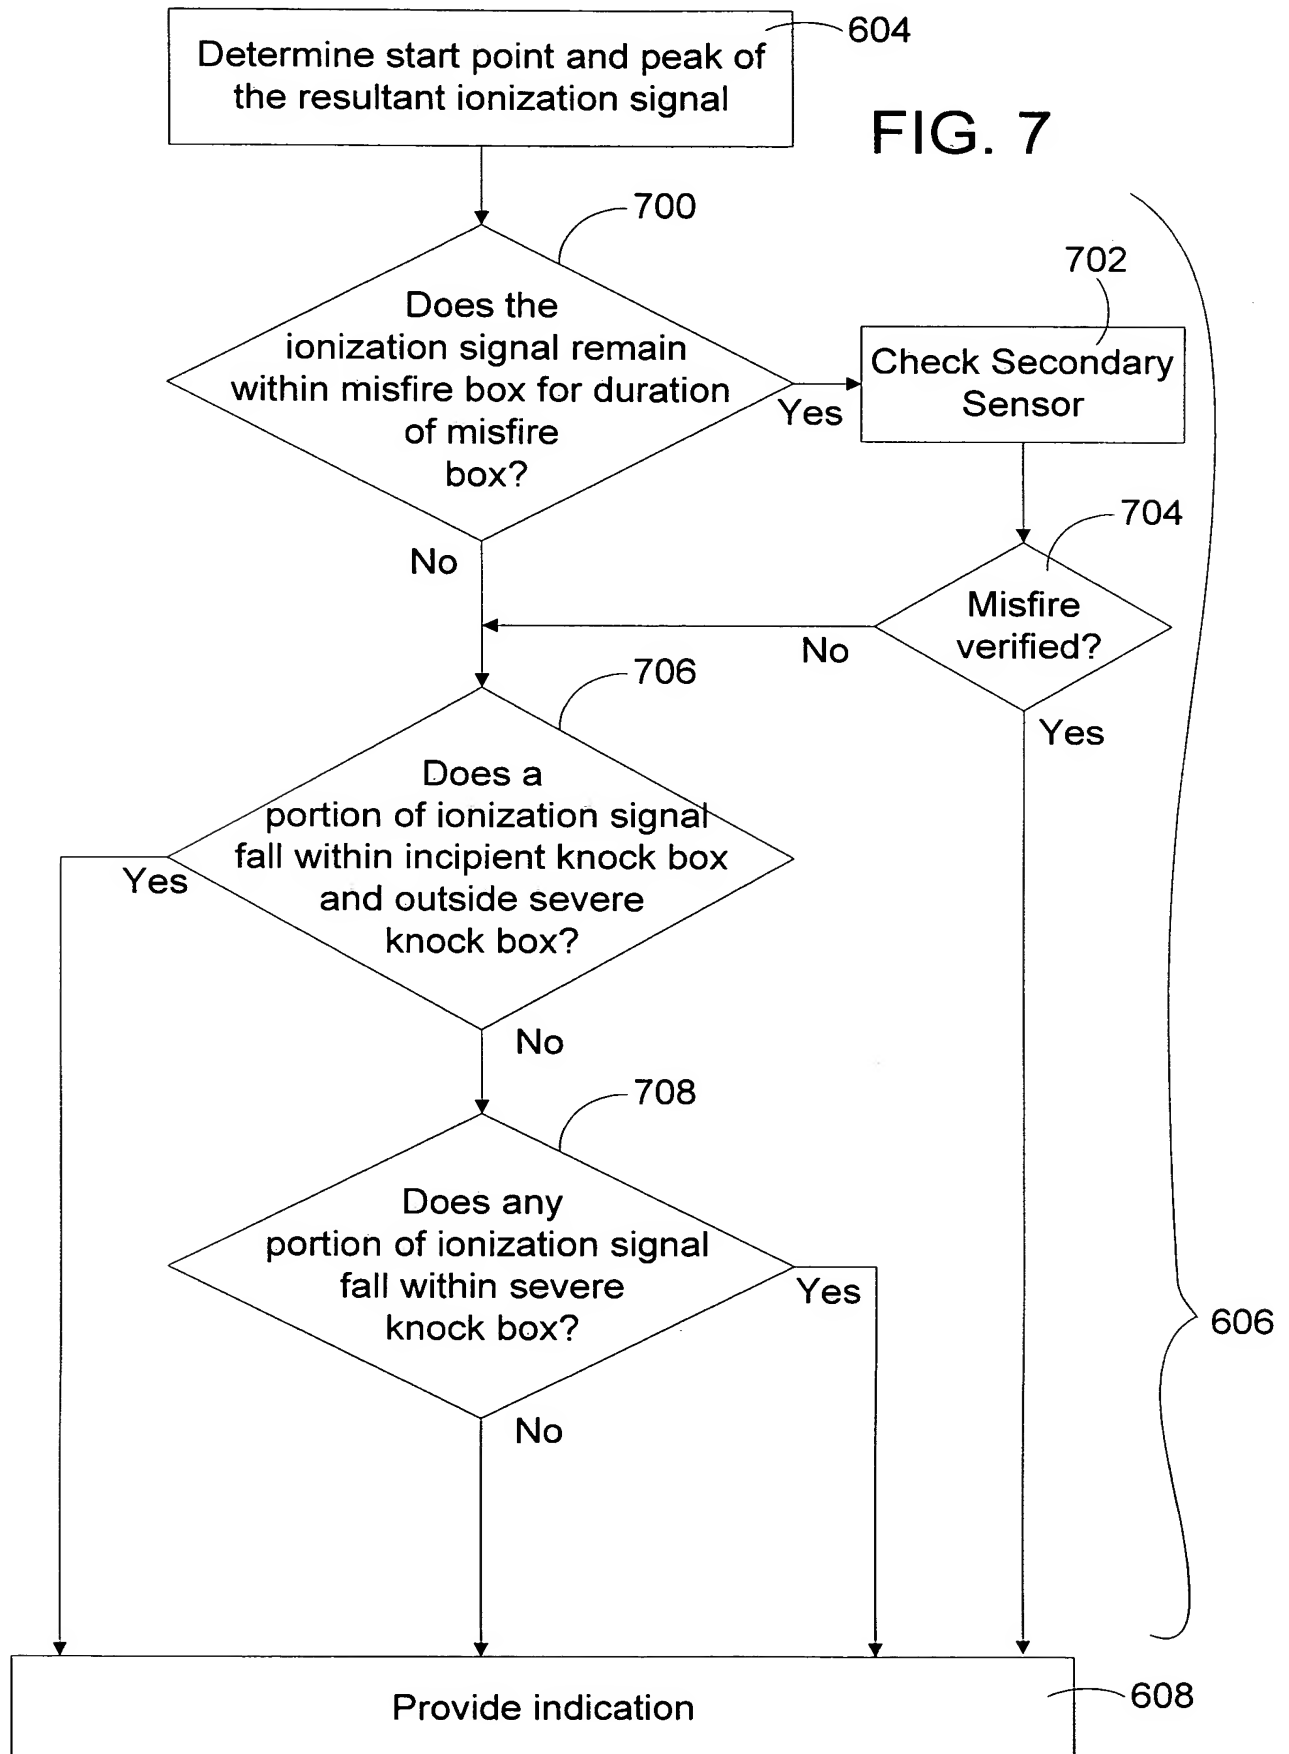 604
Determine start point and peak of
the resultant ionization signal
FIG. 7
700
702
Does the
ionization signal remain
within misfire box for duration
of misfire
box?
Yes
Check Secondary
Sensor
704
No
Misfire
verified?
No
Yes
706
Does a
portion of ionization signal
fall within incipient knock box
and outside severe
knock box?
Yes
No
708
Does any
portion of ionization signal
fall within severe
knock box?
Yes
606
No
Provide indication
608